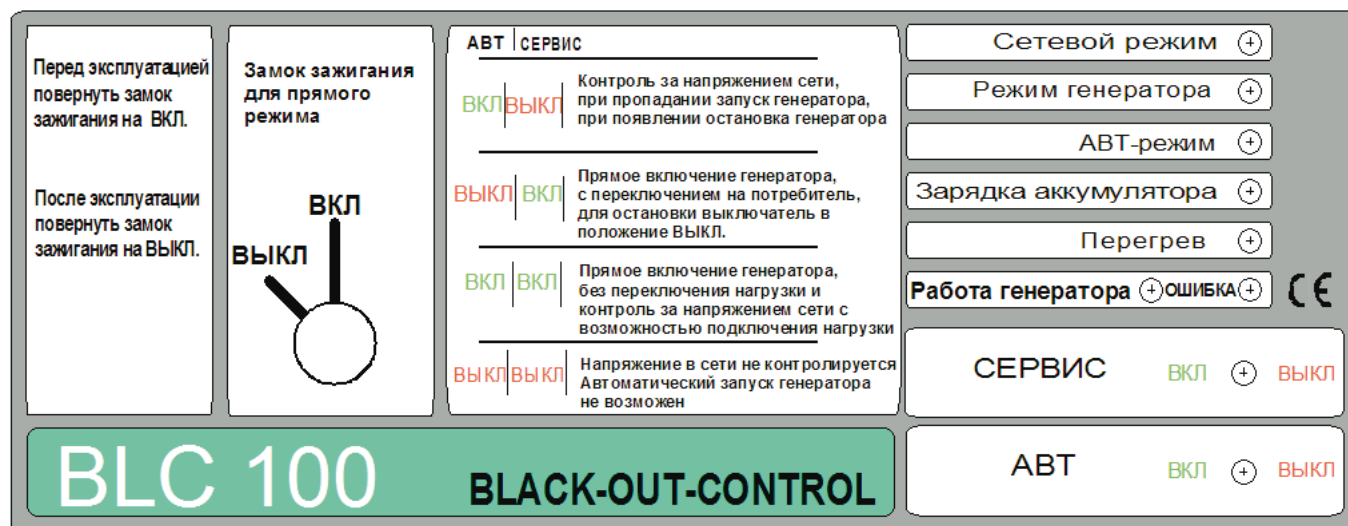 Перед эксплуатацией
повернуть замок
зажигания на ВКЛ.
После эксплуатации
повернуть замок
зажигания на ВЫКЛ.
Замок зажигания
для прямого
режима
ВКЛ
ВЫКЛ
АВТ СЕРВИС
ВКЛ ВЫКЛ
Контроль за напряжением сети,
при пропадании запуск генератора,
при появлении остановка генератора
ВЫКЛ ВКЛ
Прямое включение генератора,
с переключением на потребитель,
для остановки выключатель в
положение ВЫКЛ.
ВКЛ ВКЛ
Прямое включение генератора,
без переключения нагрузки и
контроль за напряжением сети с
возможностью подключения нагрузки
ВЫКЛ ВЫКЛ
Напряжение в сети не контролируется
Автоматический запуск генератора
не возможен
Сетевой режим
Режим генератора
АВТ-режим
Зарядка аккумулятора
Перегрев
Работа генератора ОШИБКА
CE
СЕРВИС ВКЛ ВЫКЛ
АВТ ВКЛ ВЫКЛ
BLC 100 BLACK-OUT-CONTROL